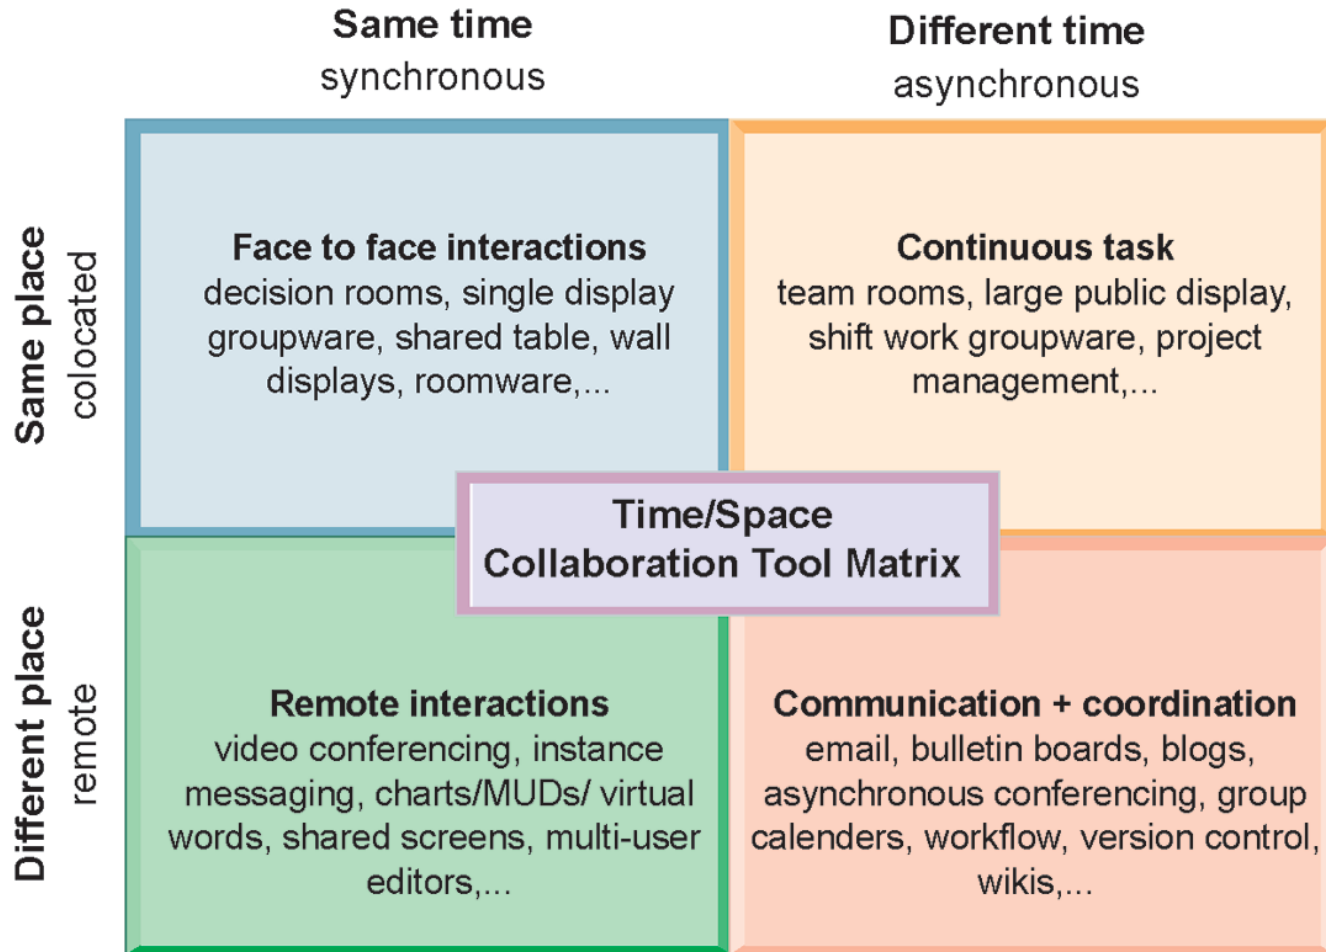 Same time
synchronous
Different time
asynchronous
Same place
colocated
Face to face interactions
decision rooms, single display
groupware, shared table, wall
displays, roomware,...
Continuous task
team rooms, large public display,
shift work groupware, project
management,...
Time/Space
Collaboration Tool Matrix
Different place
remote
Remote interactions
video conferencing, instance
messaging, charts/MUDs/ virtual
words, shared screens, multi-user
editors,...
Communication + coordination
email, bulletin boards, blogs,
asynchronous conferencing, group
calenders, workflow, version control,
wikis,...